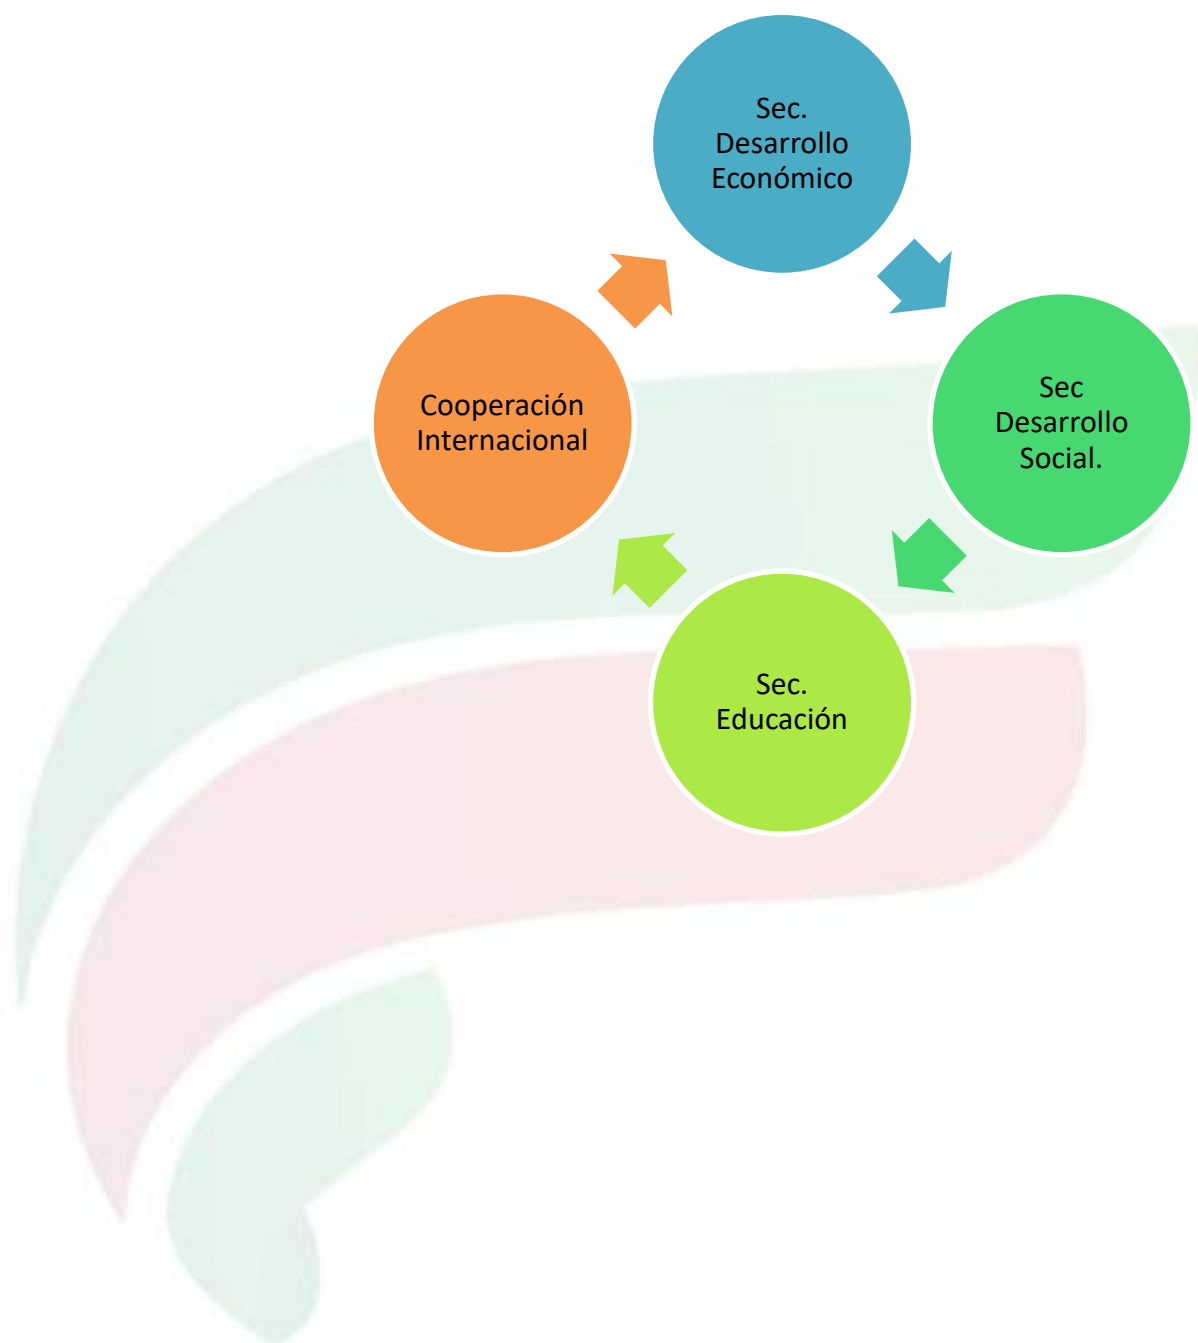 Sec.
Desarrollo
Económico
Cooperación
Internacional
Sec
Desarrollo
Social.
Sec.
Educación